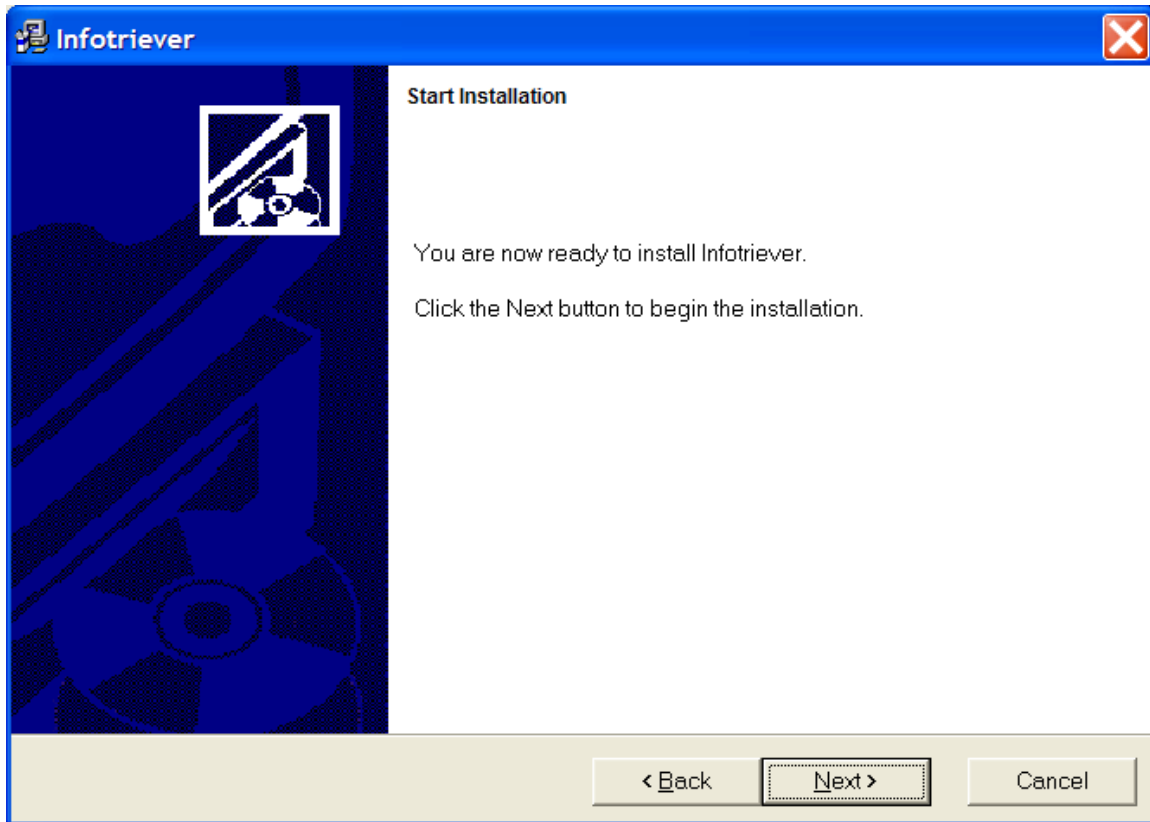 Infotriever
Start Installation
You are now ready to install Infotriever.
Click the Next button to begin the installation.
< Back
Next >
Cancel